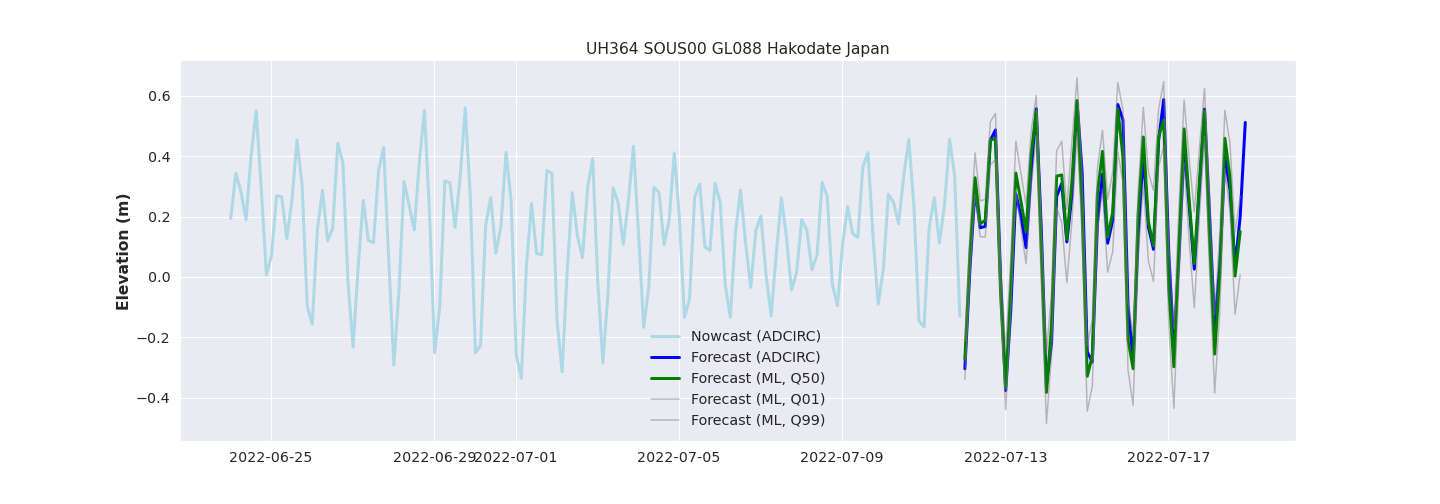 UH364 SOUS00 GL088 Hakodate Japan
Elevation (m)
0.6
0.4
0.2
0.0
−0.2
−0.4
Nowcast (ADCIRC)
Forecast (ADCIRC)
Forecast (ML, Q50)
Forecast (ML, Q01)
Forecast (ML, Q99)
2022-06-25 2022-06-29 2022-07-01 2022-07-05 2022-07-09 2022-07-13 2022-07-17